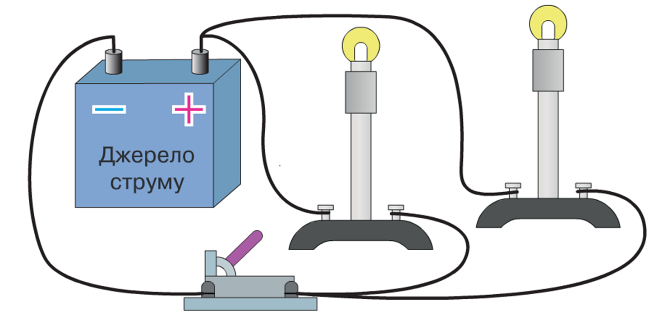 − +
Джерело
струму